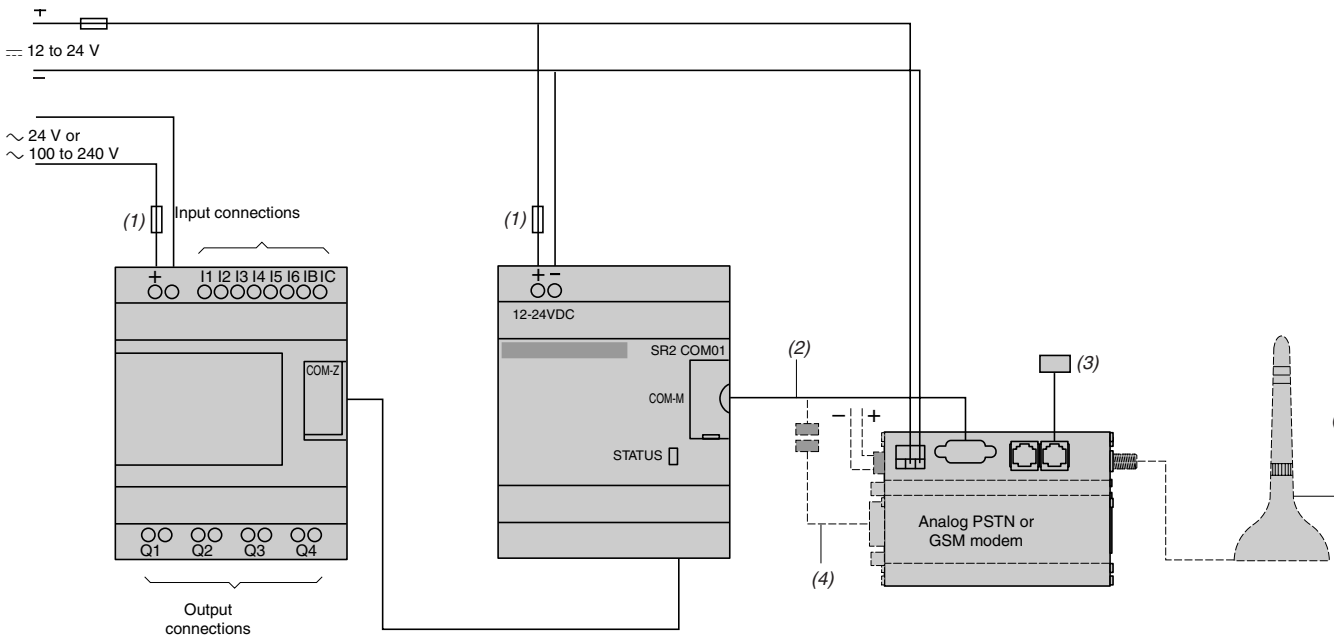 +
⎓ 12 to 24 V
–
∼ 24 V or
∼ 100 to 240 V
(1)
Input connections
(1)
+
I1 I2 I3 I4 I5 I6 IB IC
+ –
12-24VDC
SR2 COM01
COM-Z
COM-M
STATUS
(2)
(3)
– +
Analog PSTN or
GSM modem
(4)
Q1 Q2 Q3 Q4
Output
connections